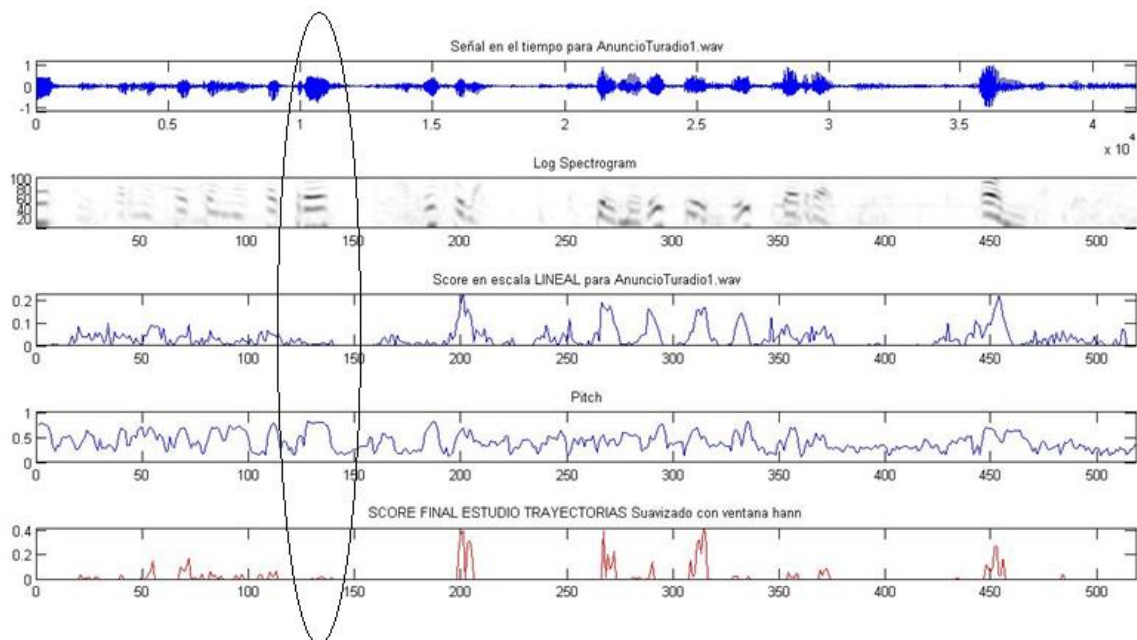 Señal en el tiempo para AnuncioTuradio1.wav
1
0
-1
0 0.5 1 1.5 2 2.5 3 3.5 4
x 10^4
Log Spectrogram
100
80
60
40
20
50 100 150 200 250 300 350 400 450 500
Score en escala LINEAL para AnuncioTuradio1.wav
0.2
0.1
0
0 50 100 150 200 250 300 350 400 450 500
Pitch
1
0.5
0
0 50 100 150 200 250 300 350 400 450 500
SCORE FINAL ESTUDIO TRAYECTORIAS Suavizado con ventana hann
0.4
0.2
0
0 50 100 150 200 250 300 350 400 450 500